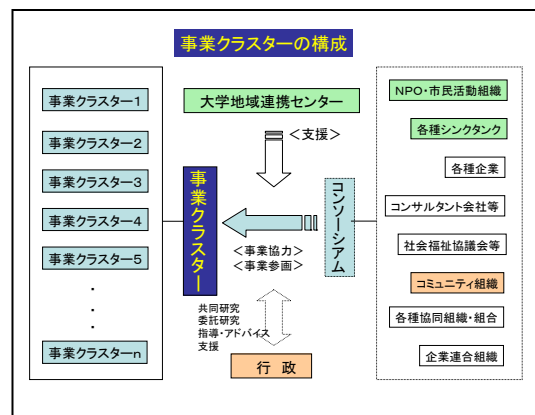 事業クラスターの構成
事業クラスター1
事業クラスター2
事業クラスター3
事業クラスター4
事業クラスター5
・
・
・
事業クラスターn
大学地域連携センター
<支援>
事業クラスター
コンソーシアム
<事業協力>
<事業参画>
共同研究
委託研究
指導・アドバイス
支援
行 政
NPO・市民活動組織
各種シンクタンク
各種企業
コンサルタント会社等
社会福祉協議会等
コミュニティ組織
各種協同組織・組合
企業連合組織